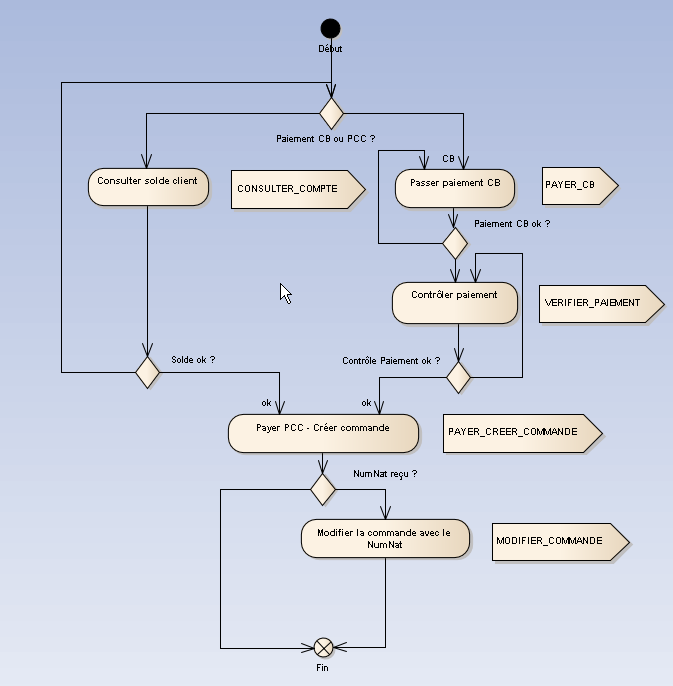 Début
Paiement CB ou PCC ?
CB
Consulter solde client
CONSULTER_COMPTE
Passer paiement CB
PAYER_CB
Paiement CB ok ?
Contrôler paiement
VERIFIER_PAIEMENT
Solde ok ?
Contrôle Paiement ok ?
ok
ok
Payer PCC - Créer commande
PAYER_CREER_COMMANDE
NumNat reçu ?
Modifier la commande avec le
NumNat
MODIFIER_COMMANDE
Fin